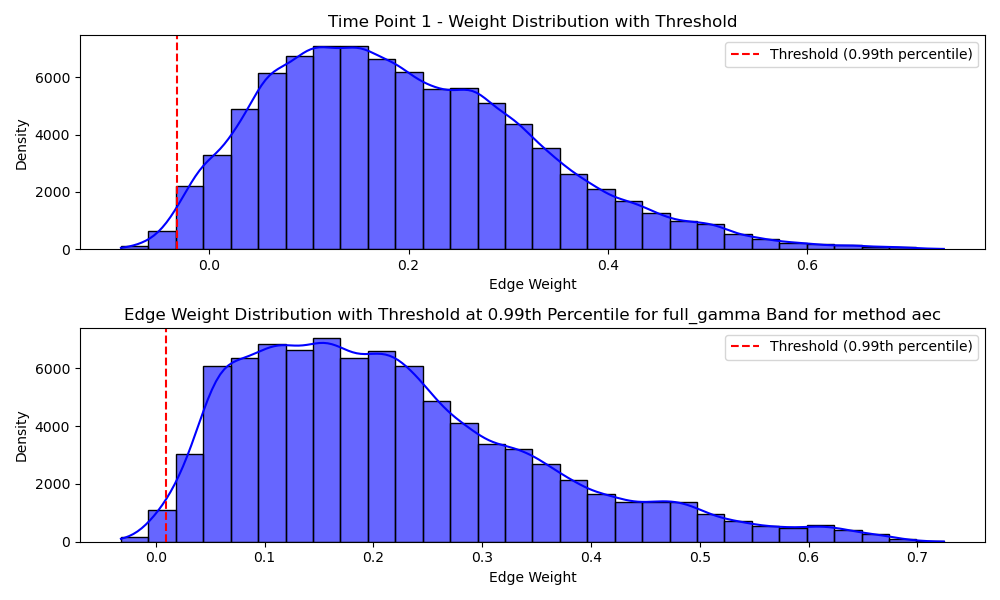 Time Point 1 - Weight Distribution with Threshold
Threshold (0.99th percentile)
Density
6000
4000
2000
0
0.0 0.2 0.4 0.6
Edge Weight
Edge Weight Distribution with Threshold at 0.99th Percentile for full_gamma Band for method aec
Threshold (0.99th percentile)
Density
6000
4000
2000
0
0.0 0.1 0.2 0.3 0.4 0.5 0.6 0.7
Edge Weight